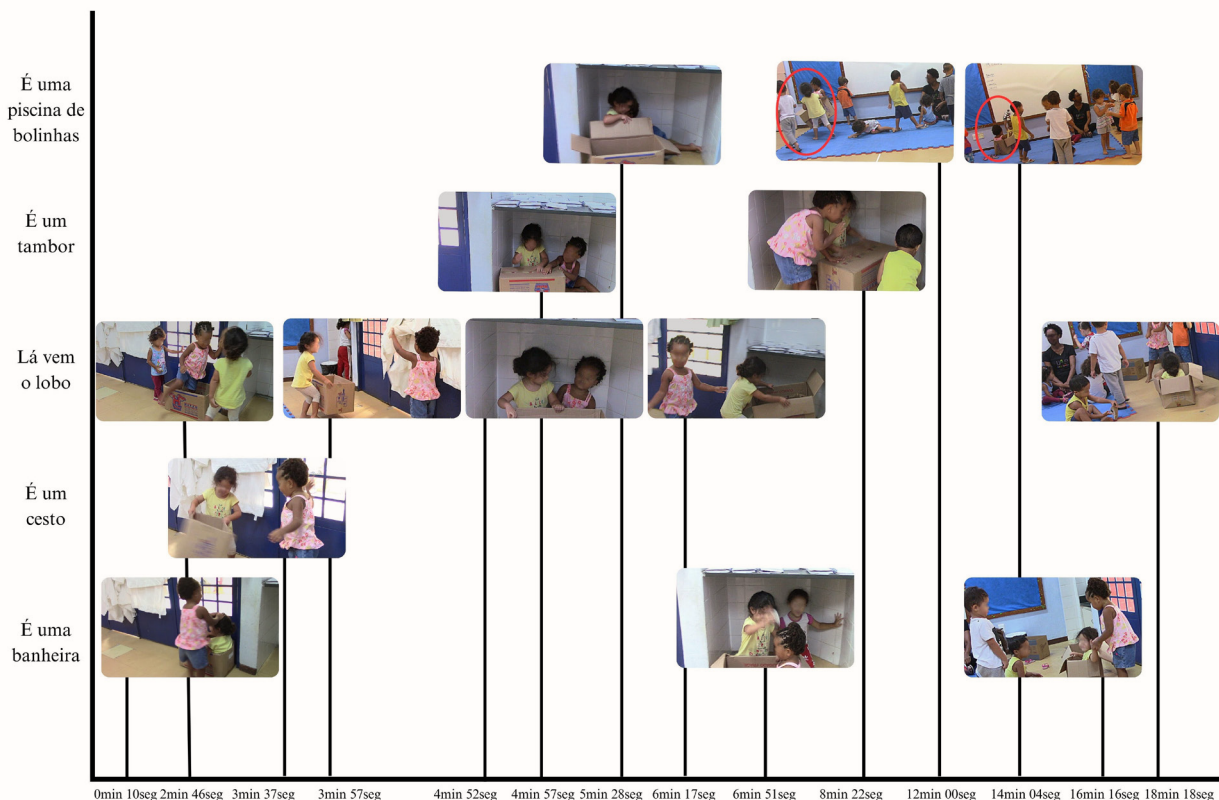 É uma
piscina de
bolinhas
É um
tambor
Lá vem
o lobo
É um
cesto
É uma
banheira
0min 10seg 2min 46seg 3min 37seg 3min 57seg 4min 52seg 4min 57seg 5min 28seg 6min 17seg 6min 51seg 8min 22seg 12min 00seg 14min 04seg 16min 16seg 18min 18seg